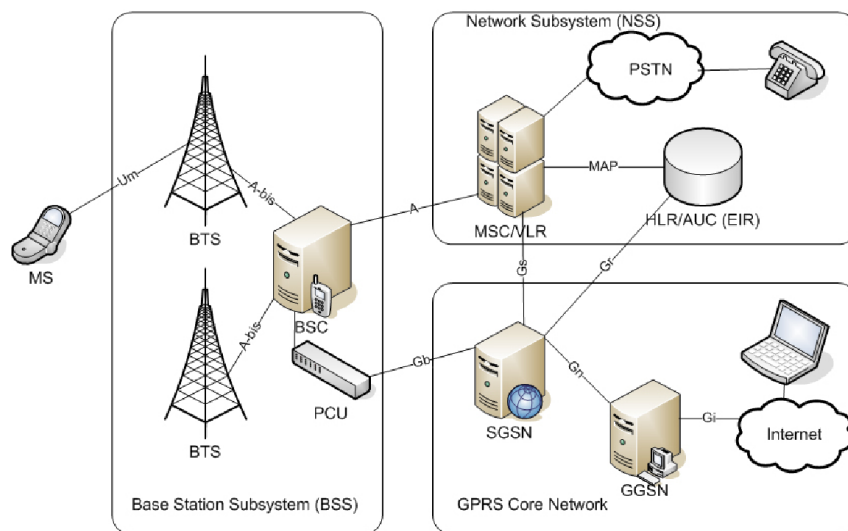 Network Subsystem (NSS)
PSTN
Um
A-bis
BTS
MS
A
MAP
MSC/VLR
HLR/AUC (EIR)
Gs
Gr
A-bis
BSC
PCU
Gb
BTS
SGSN
Gn
Gi
Internet
GGSN
Base Station Subsystem (BSS)
GPRS Core Network